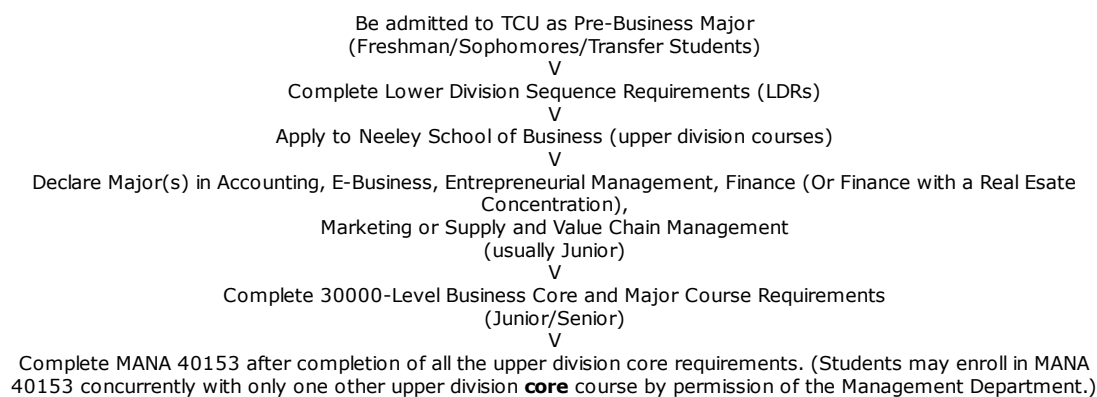 Be admitted to TCU as Pre-Business Major
(Freshman/Sophomores/Transfer Students)
V
Complete Lower Division Sequence Requirements (LDRs)
V
Apply to Neeley School of Business (upper division courses)
V
Declare Major(s) in Accounting, E-Business, Entrepreneurial Management, Finance (Or Finance with a Real Esate
Concentration),
Marketing or Supply and Value Chain Management
(usually Junior)
V
Complete 30000-Level Business Core and Major Course Requirements
(Junior/Senior)
V
Complete MANA 40153 after completion of all the upper division core requirements. (Students may enroll in MANA
40153 concurrently with only one other upper division core course by permission of the Management Department.)